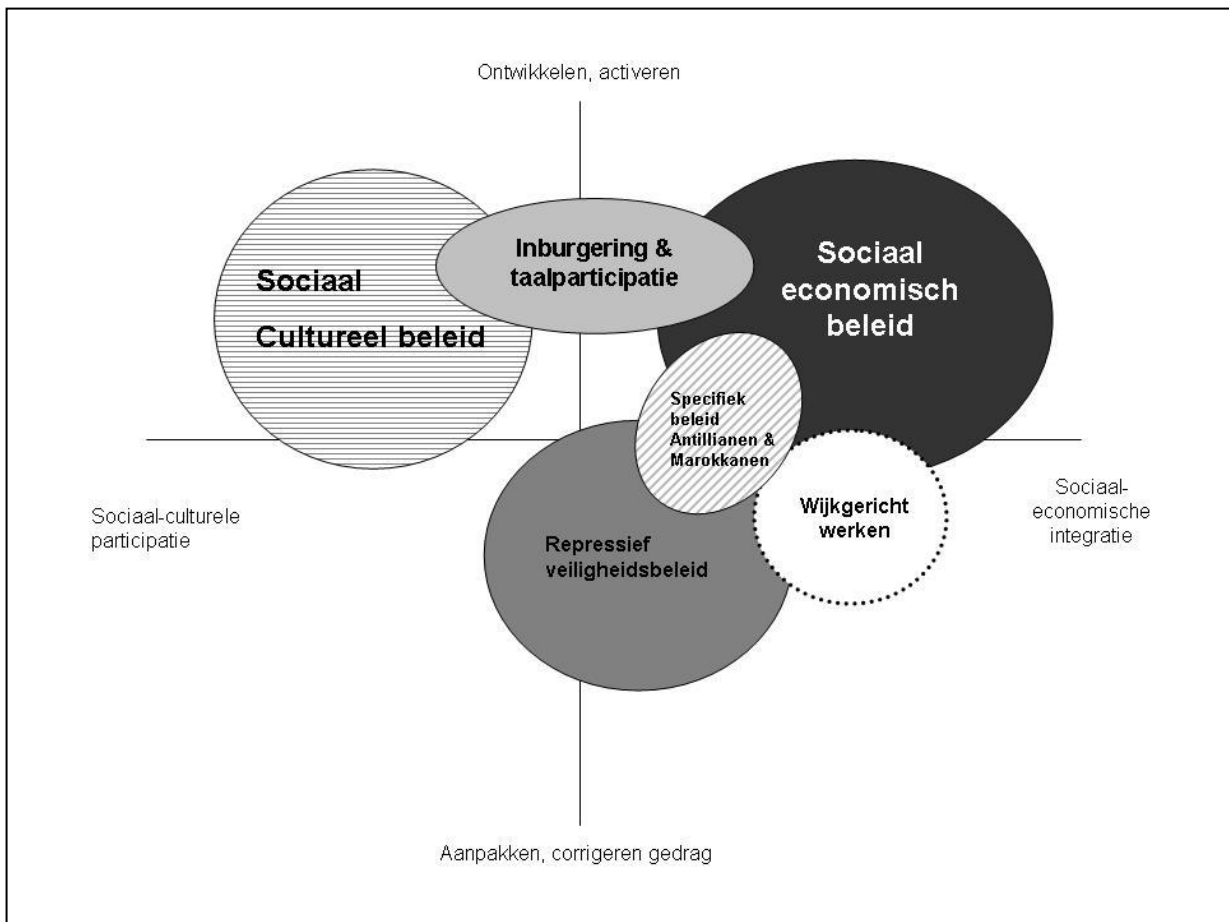 Ontwikkelen, activeren
Inburgering &
taalparticipatie
Sociaal
Cultureel beleid
Sociaal
economisch
beleid
Specifiek
beleid
Antillianen &
Marokkanen
Sociaal-culturele
participatie
Sociaal-
economische
integratie
Wijkgericht
werken
Repressief
veiligheidsbeleid
Aanpakken, corrigeren gedrag